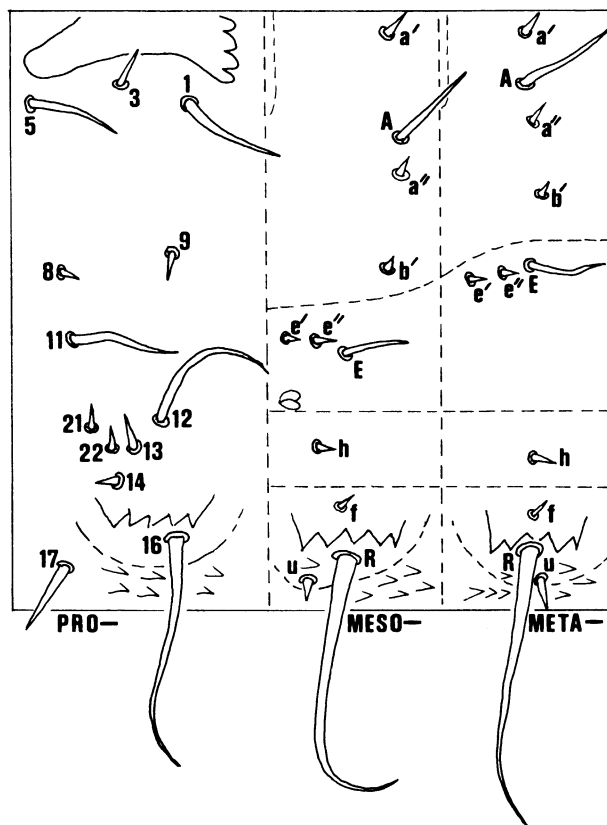 a′ a′
3 1 A
5
A a″
a″
b′
9
8 b′
e′ e″ E
11 e′ e″
E
12
21
22 13 h h
14
f f
16 R R
17 u u
PRO— MESO— META—